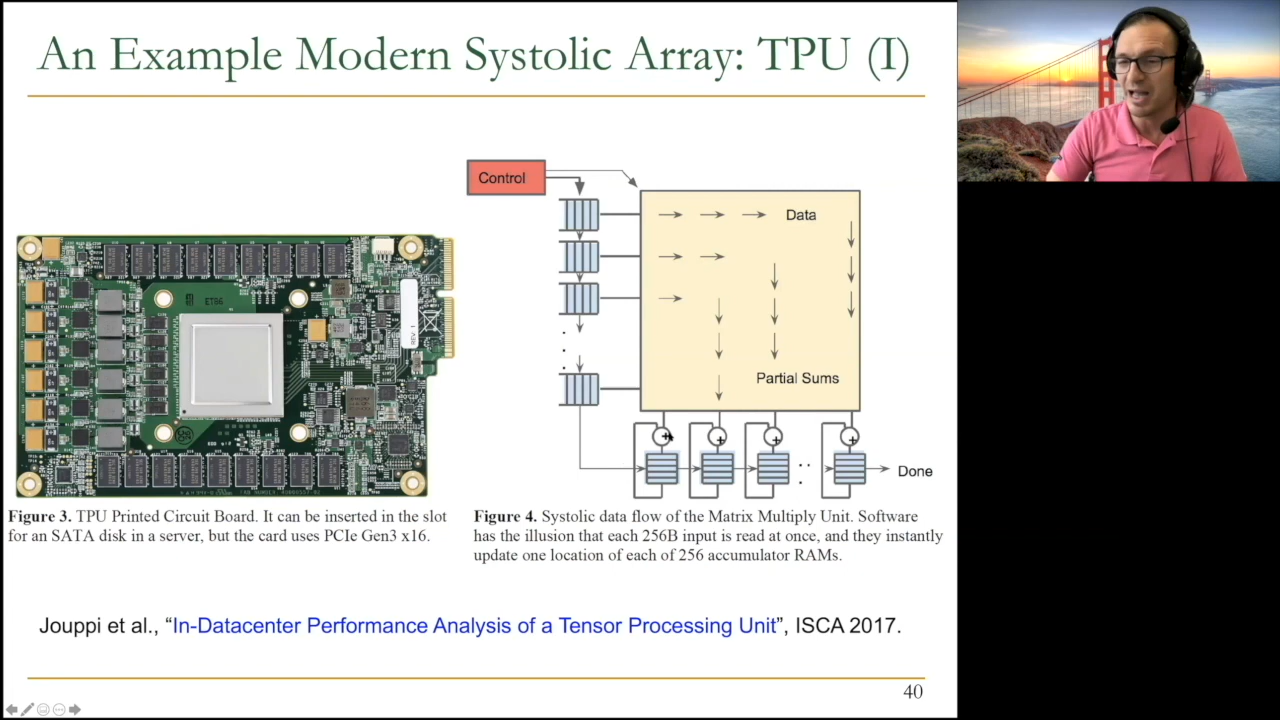 An Example Modern Systolic Array: TPU (I)
Control
Data
Partial Sums
Done
ET86
REV: 1
Figure 3. TPU Printed Circuit Board. It can be inserted in the slot
for an SATA disk in a server, but the card uses PCIe Gen3 x16.
Figure 4. Systolic data flow of the Matrix Multiply Unit. Software
has the illusion that each 256B input is read at once, and they instantly
update one location of each of 256 accumulator RAMs.
Jouppi et al., “In-Datacenter Performance Analysis of a Tensor Processing Unit”, ISCA 2017.
40